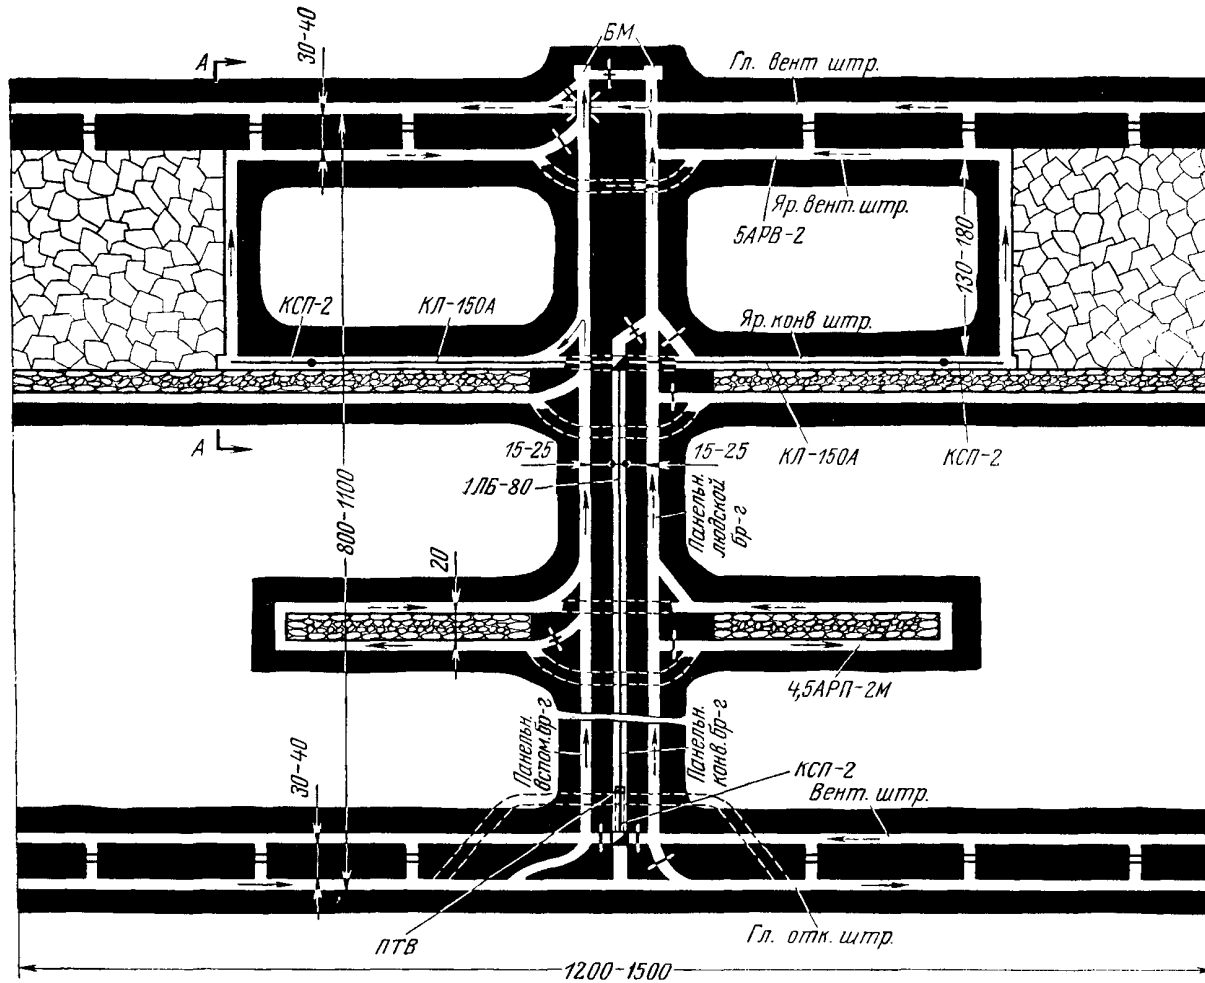 БМ
30-40
А
Гл. вент штр.
Яр. вент. штр.
5АРВ-2
130-180
КСП-2
КЛ-150А
Яр. конв штр.
А
15-25
15-25
КЛ-150А
КСП-2
1ЛБ-80
800-1100
Панельн.
людской
бр-г
20
4,5АРП-2М
Панельн.
вспом. бр-г
Панельн.
конв. бр-г
30-40
КСП-2
Вент. штр.
ПТВ
Гл. отк. штр.
1200-1500